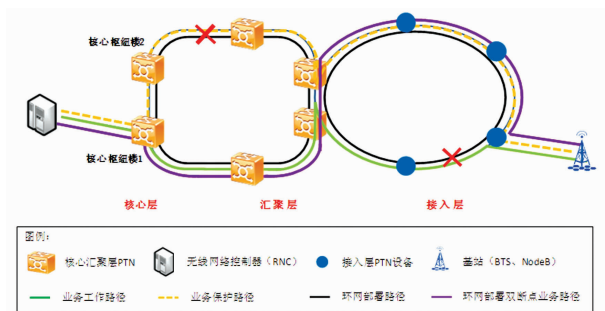 核心枢纽楼2
核心枢纽楼1
核心层
汇聚层
接入层
图例：
核心汇聚层PTN
无线网络控制器（RNC）
接入层PTN设备
基站（BTS、NodeB）
业务工作路径
业务保护路径
环网部署路径
环网部署双断点业务路径